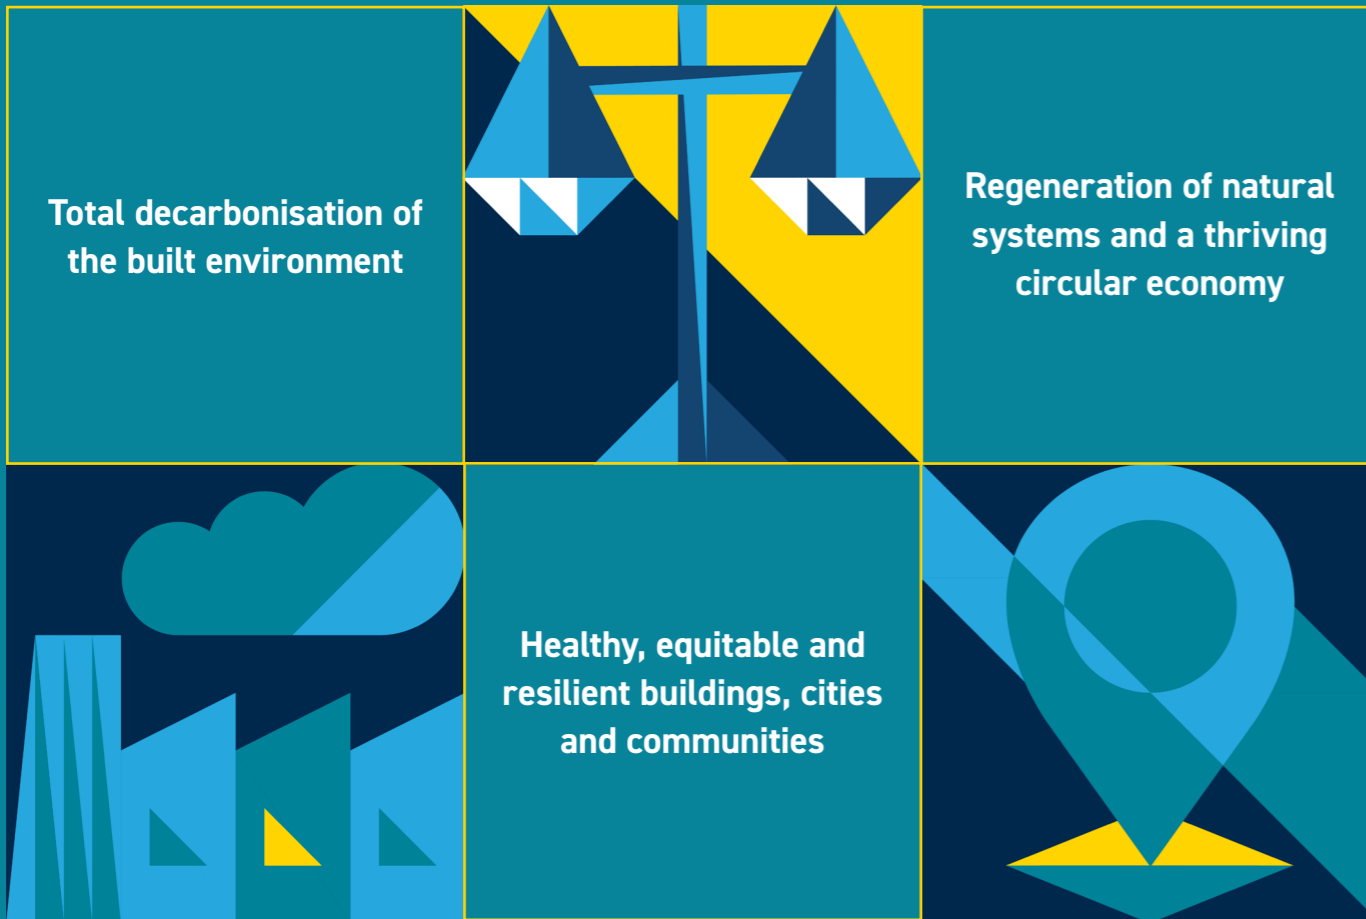 Total decarbonisation of
the built environment
Regeneration of natural
systems and a thriving
circular economy
Healthy, equitable and
resilient buildings, cities
and communities